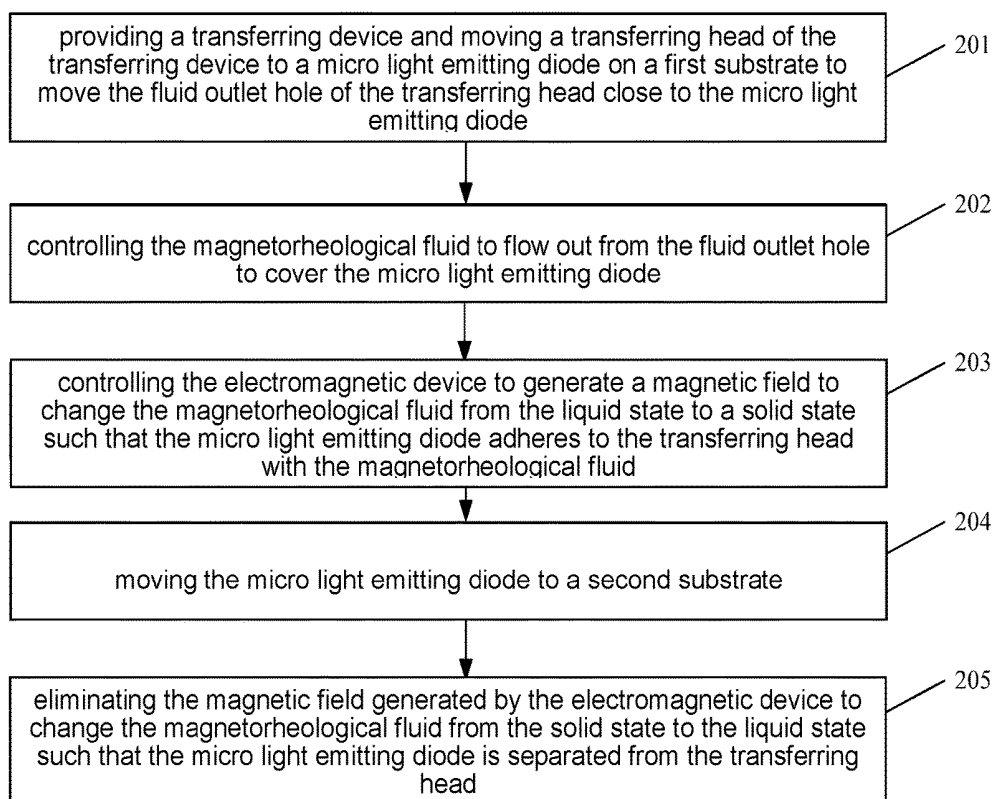 providing a transferring device and moving a transferring head of the
transferring device to a micro light emitting diode on a first substrate to
move the fluid outlet hole of the transferring head close to the micro light
emitting diode
201
202
controlling the magnetorheological fluid to flow out from the fluid outlet hole
to cover the micro light emitting diode
203
controlling the electromagnetic device to generate a magnetic field to
change the magnetorheological fluid from the liquid state to a solid state
such that the micro light emitting diode adheres to the transferring head
with the magnetorheological fluid
204
moving the micro light emitting diode to a second substrate
205
eliminating the magnetic field generated by the electromagnetic device to
change the magnetorheological fluid from the solid state to the liquid state
such that the micro light emitting diode is separated from the transferring
head